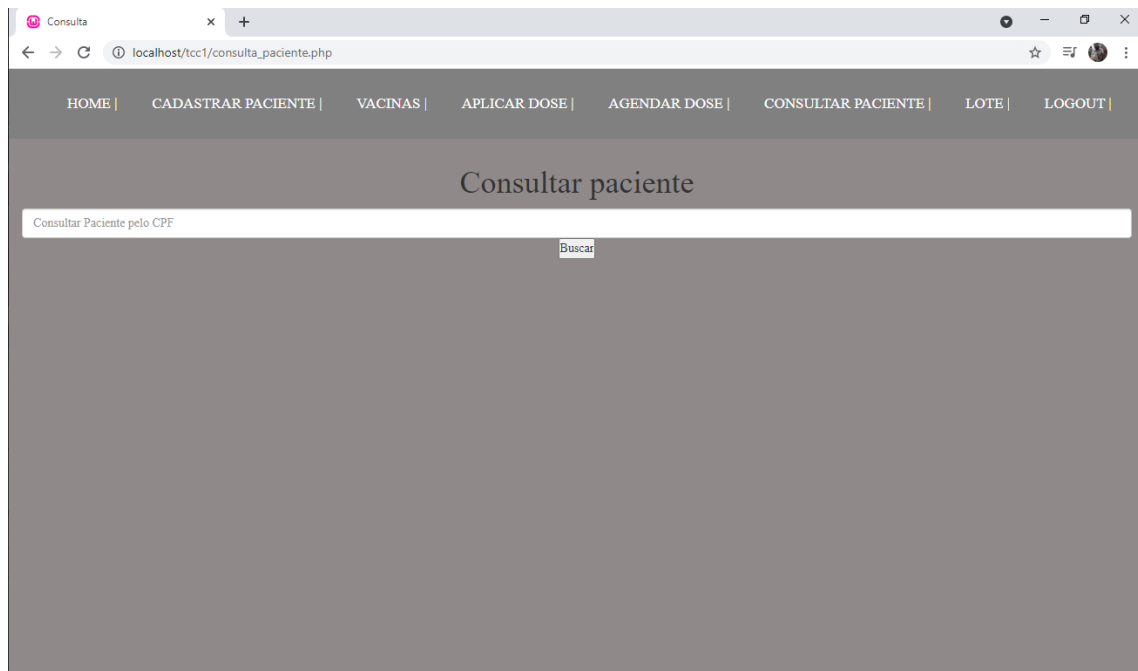 Consulta
localhost/tcc1/consulta_paciente.php
HOME | CADASTRAR PACIENTE | VACINAS | APLICAR DOSE | AGENDAR DOSE | CONSULTAR PACIENTE | LOTE | LOGOUT |
Consultar paciente
Consultar Paciente pelo CPF
Buscar